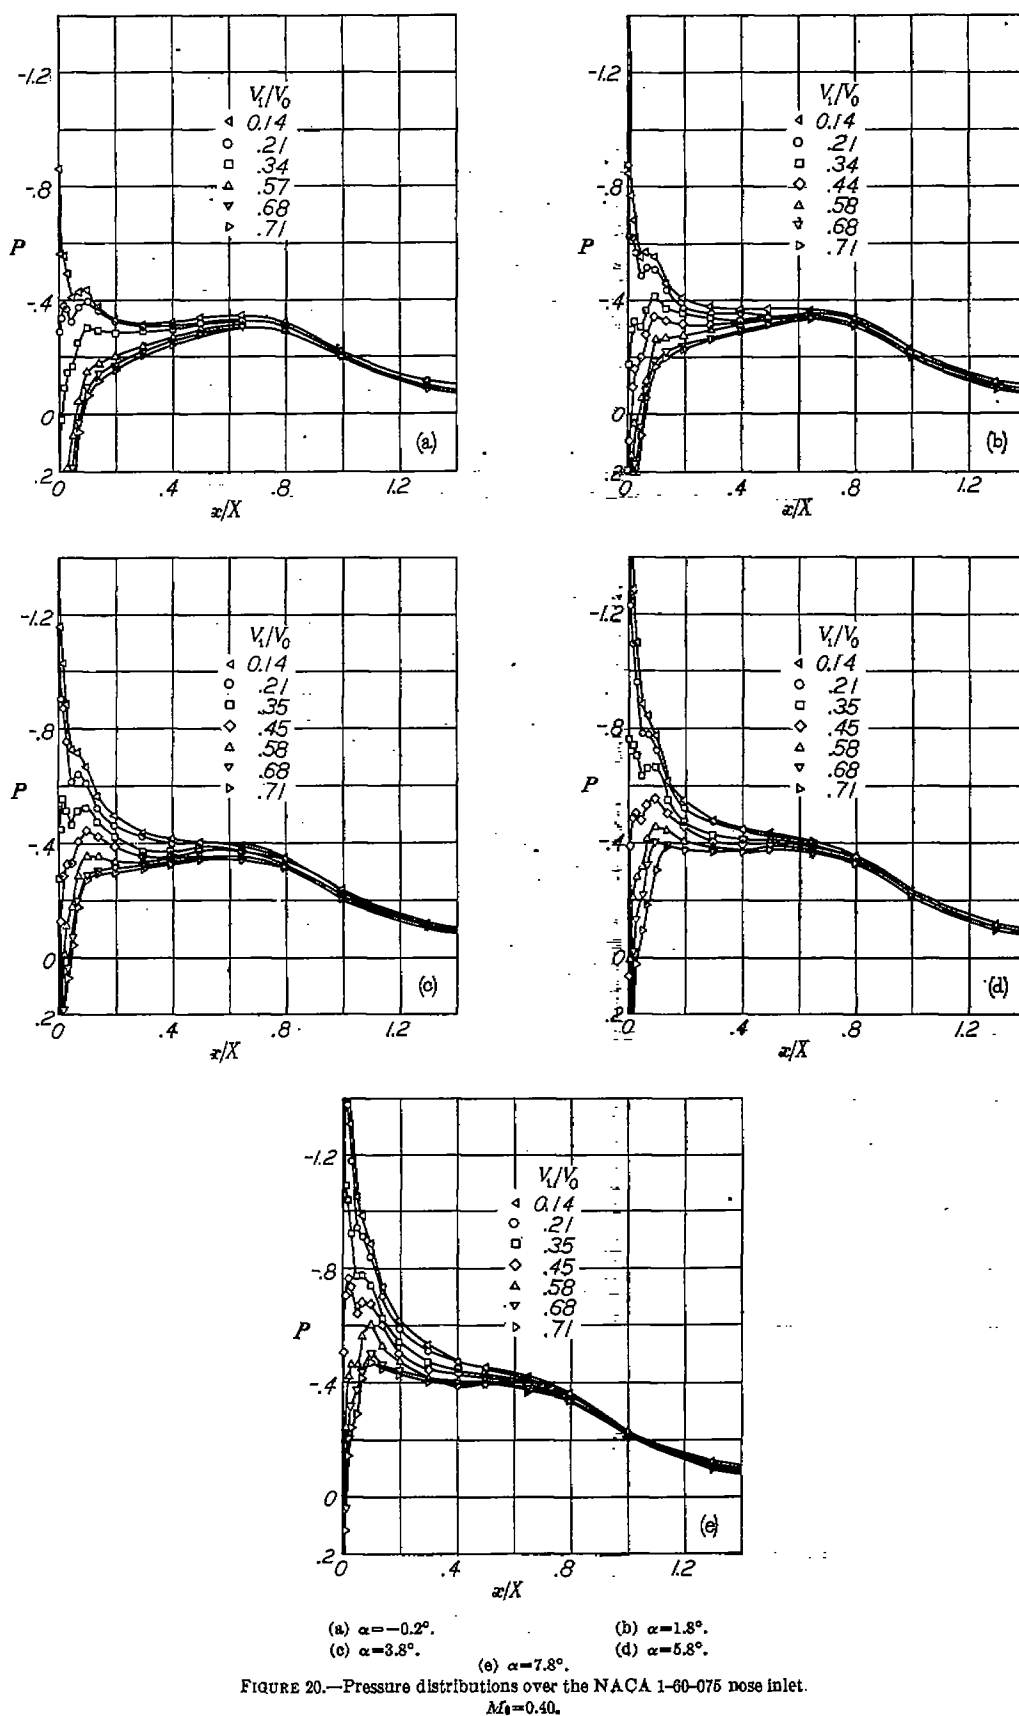 -1.2
-.8
P
-.4
0
.2
0 .4 .8 1.2
x/X
V₁/V₀
0.14
.21
.34
.57
.68
.71
(a)
-1.2
-.8
P
-.4
0
.2
0 .4 .8 1.2
x/X
V₁/V₀
0.14
.21
.34
.44
.58
.68
.71
(b)
-1.2
-.8
P
-.4
0
.2
0 .4 .8 1.2
x/X
V₁/V₀
0.14
.21
.35
.45
.58
.68
.71
(c)
-1.2
-.8
P
-.4
0
.2
0 .4 .8 1.2
x/X
V₁/V₀
0.14
.21
.35
.45
.58
.68
.71
(d)
-1.2
-.8
P
-.4
0
.2
0 .4 .8 1.2
x/X
V₁/V₀
0.14
.21
.35
.45
.58
.68
.71
(e)
(a) α=−0.2°. (b) α=1.8°.
(c) α=3.8°. (d) α=5.8°.
(e) α=7.8°.
FIGURE 20.—Pressure distributions over the NACA 1-60-075 nose inlet.
M₀=0.40.